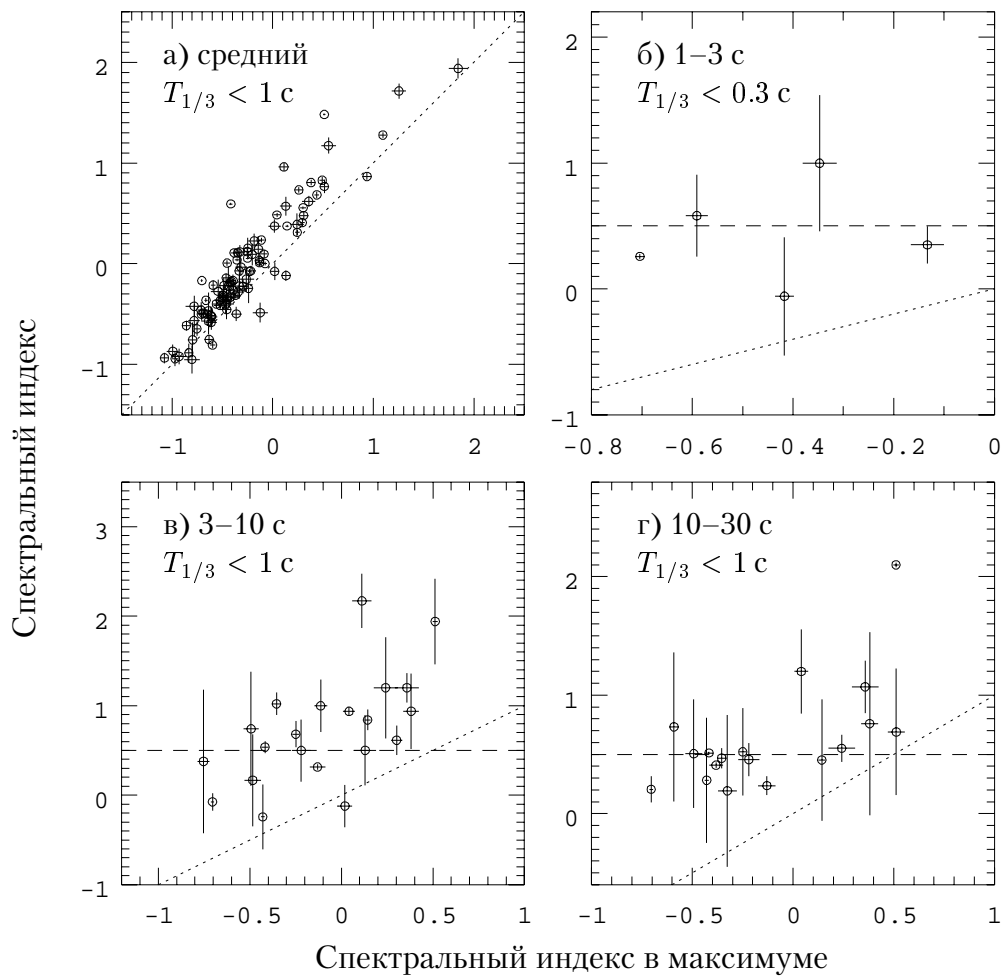 Спектральный индекс
а) средний
T1/3 < 1 с
2
1
0
−1
−1 0 1 2
б) 1–3 с
T1/3 < 0.3 с
2
1
0
−1
−0.8 −0.6 −0.4 −0.2 0
в) 3–10 с
T1/3 < 1 с
3
2
1
0
−1
−1 −0.5 0 0.5 1
г) 10–30 с
T1/3 < 1 с
2
1
0
−1 −0.5 0 0.5 1
Спектральный индекс в максимуме